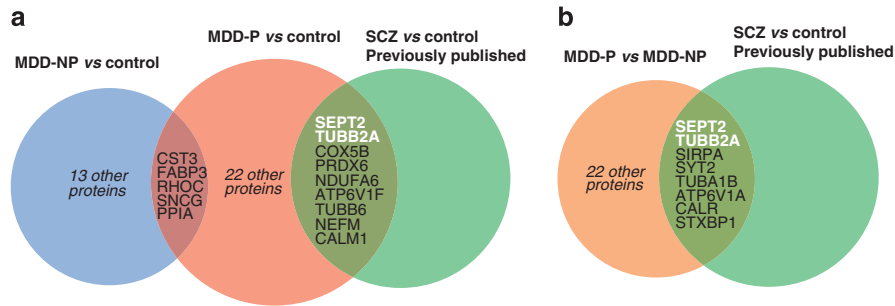 a
MDD-NP vs control
MDD-P vs control
SCZ vs control
Previously published
13 other
proteins
CST3
FABP3
RHOC
SNCG
PPIA
22 other
proteins
SEPT2
TUBB2A
COX5B
PRDX6
NDUFA6
ATP6V1F
TUBB6
NEFM
CALM1
b
MDD-P vs MDD-NP
SCZ vs control
Previously published
22 other
proteins
SEPT2
TUBB2A
SIRPA
SYT2
TUBA1B
ATP6V1A
CALR
STXBP1